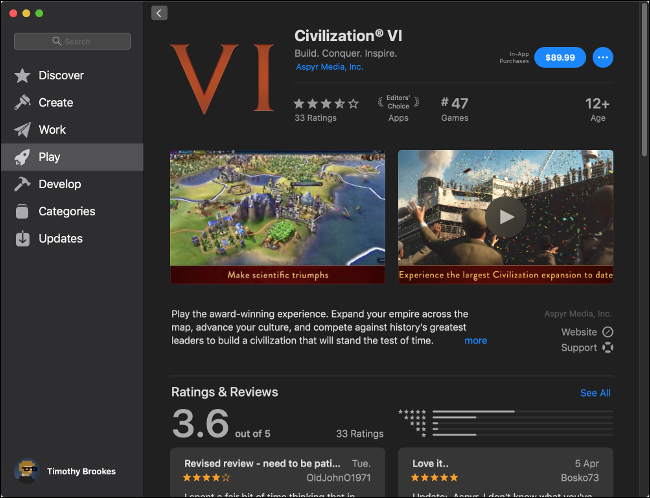 Search
Discover
Create
Work
Play
Develop
Categories
Updates
Timothy Brookes
VI
Civilization® VI
Build. Conquer. Inspire.
Aspyr Media, Inc.
In-App
Purchases
$89.99
33 Ratings
Editors'
Choice
Apps
#47
Games
12+
Age
Make scientific triumphs
Experience the largest Civilization expansion to date
Play the award-winning experience. Expand your empire across the
map, advance your culture, and compete against history's greatest
leaders to build a civilization that will stand the test of time. more
Aspyr Media, Inc.
Website
Support
Ratings & Reviews
See All
3.6 out of 5
33 Ratings
Revised review - need to be pati... Tue.
OldJohnO1971
I spent a fair bit of time thinking that in
Love it.. 5 Apr
Bosko73
Update: Aspyr, I don't know what you've